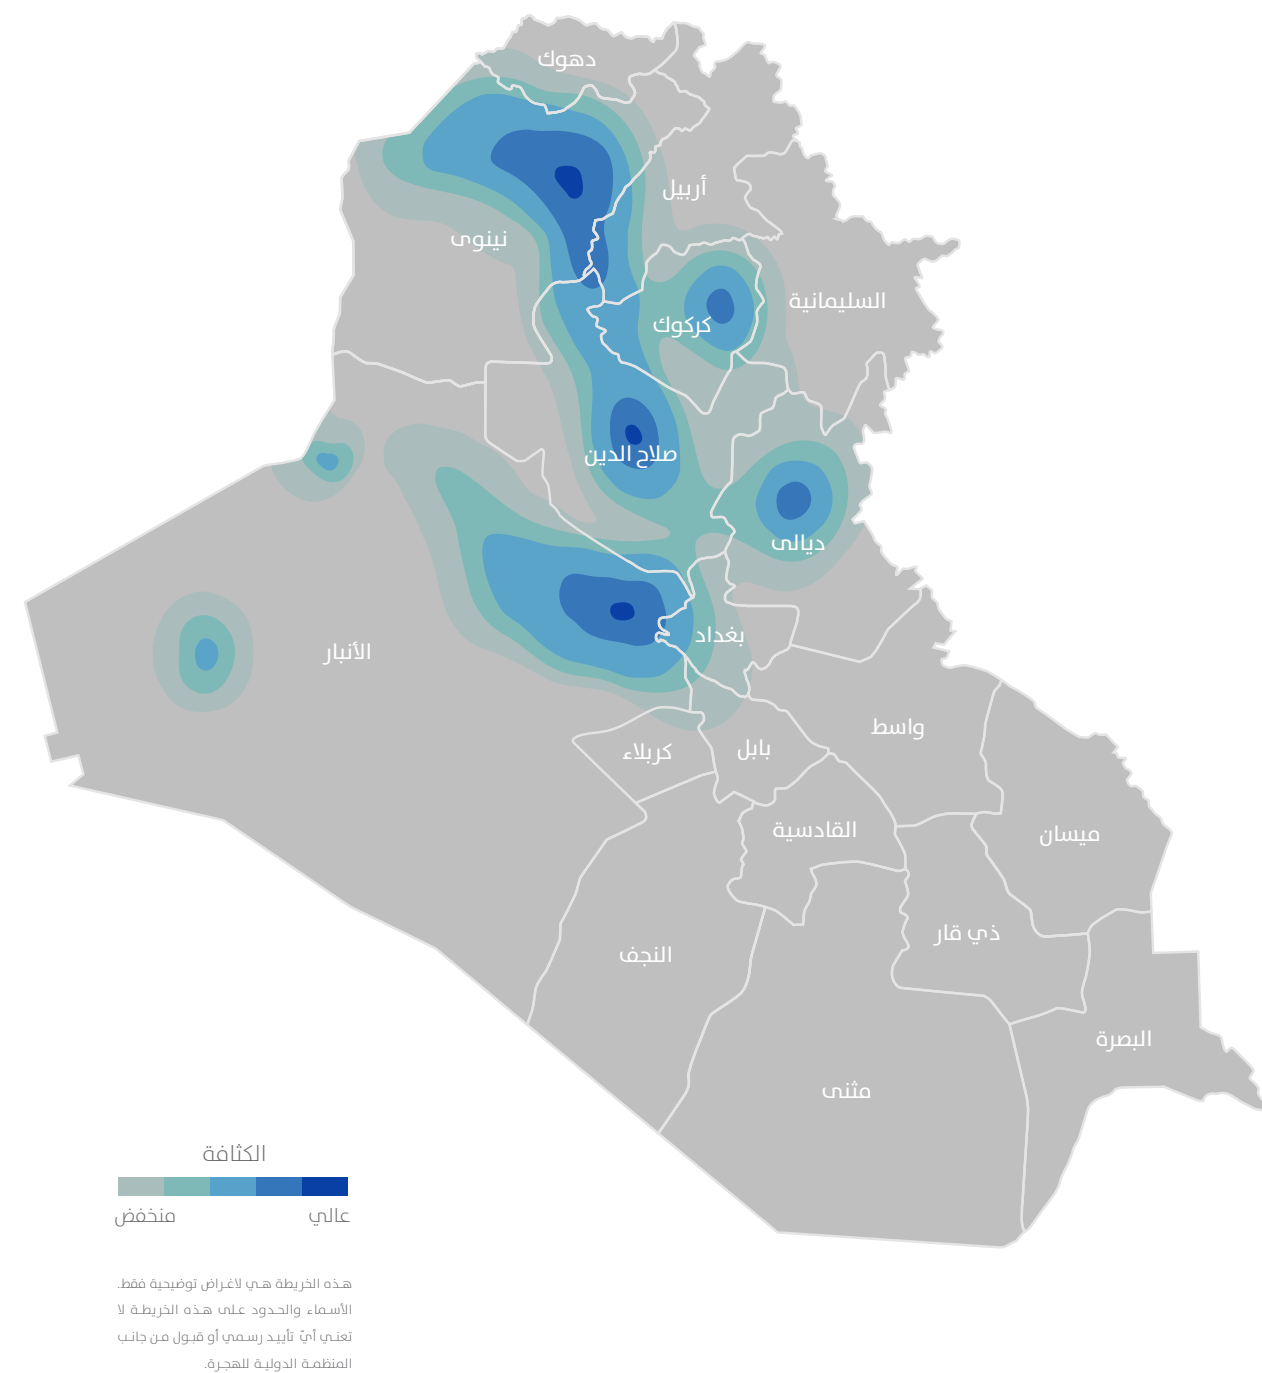 دهوك
أربيل
نينوى
السليمانية
كركوك
صلاح الدين
ديالى
بغداد
الأنبار
واسط
بابل
كربلاء
القادسية
ميسان
ذي قار
النجف
البصرة
مثنى
الكثافة
عالي منخفض
هذه الخريطة هي لاغراض توضيحية فقط.
الأسماء والحدود على هذه الخريطة لا
تعني أيّ تأييد رسمي أو قبول من جانب
المنظمة الدولية للهجرة.